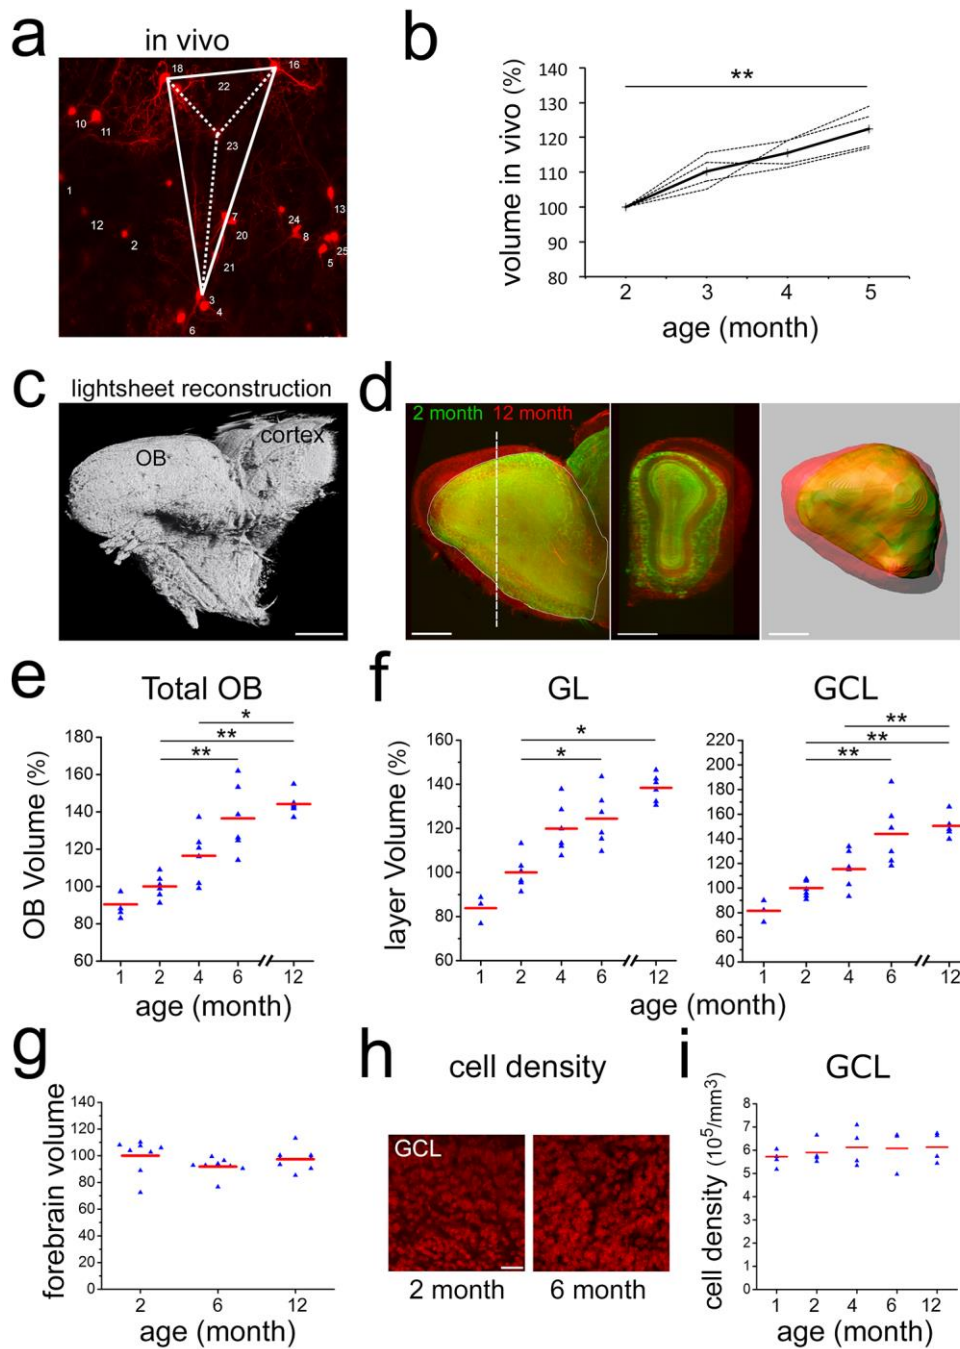 a
in vivo
18
16
22
10
11
23
1
12
2
7
20
24
8
13
25
5
21
3
4
6
b
volume in vivo (%)
140
130
120
110
100
90
80
**
2 3 4 5
age (month)
c
lightsheet reconstruction
OB
cortex
d
2 month 12 month
e
Total OB
OB Volume (%)
180
160
140
120
100
80
60
*
**
**
1 2 4 6 12
age (month)
f
GL
layer Volume (%)
160
140
120
100
80
60
*
*
1 2 4 6 12
GCL
220
200
180
160
140
120
100
80
60
40
**
**
**
1 2 4 6 12
age (month)
g
forebrain volume
140
120
100
80
60
40
20
0
2 6 12
age (month)
h
cell density
GCL
2 month 6 month
i
GCL
cell density (10⁵/mm³)
8
7
6
5
4
3
2
1
0
1 2 4 6 12
age (month)